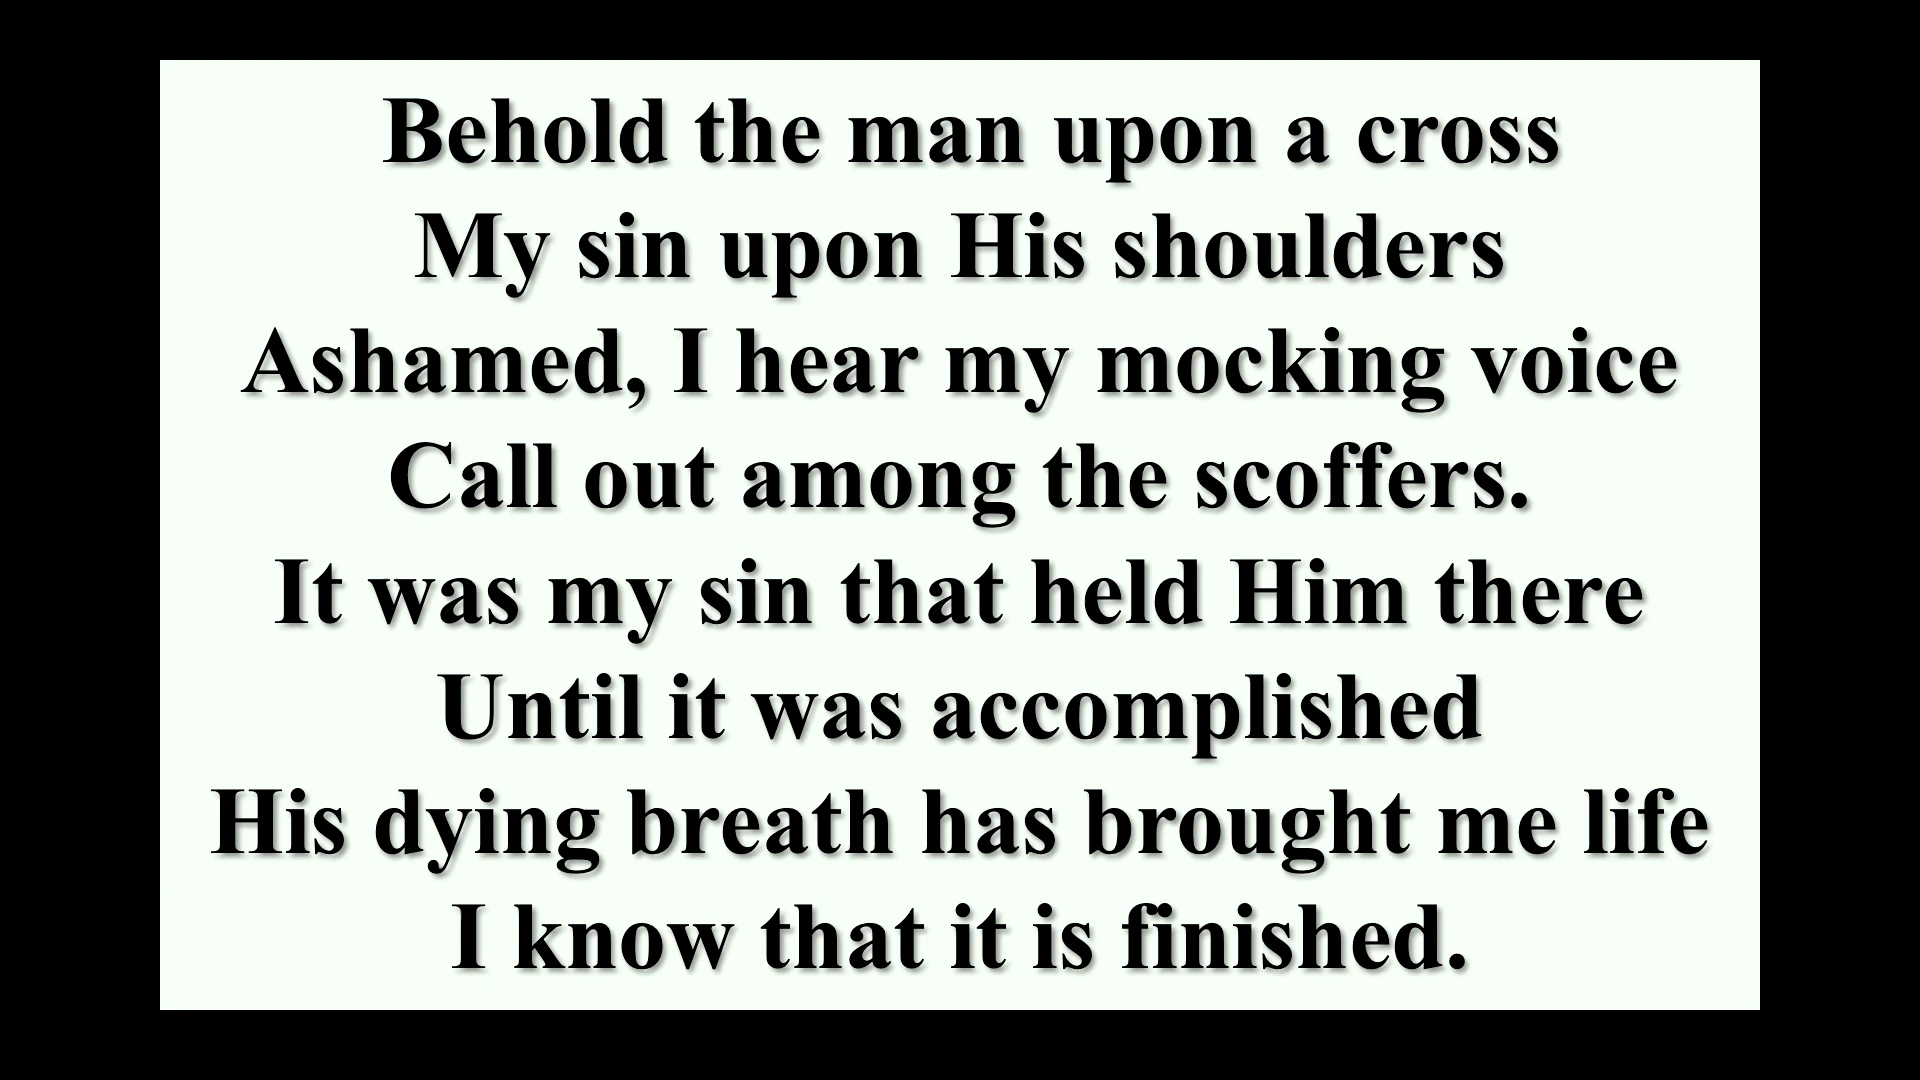 Behold the man upon a cross
My sin upon His shoulders
Ashamed, I hear my mocking voice
Call out among the scoffers.
It was my sin that held Him there
Until it was accomplished
His dying breath has brought me life
I know that it is finished.